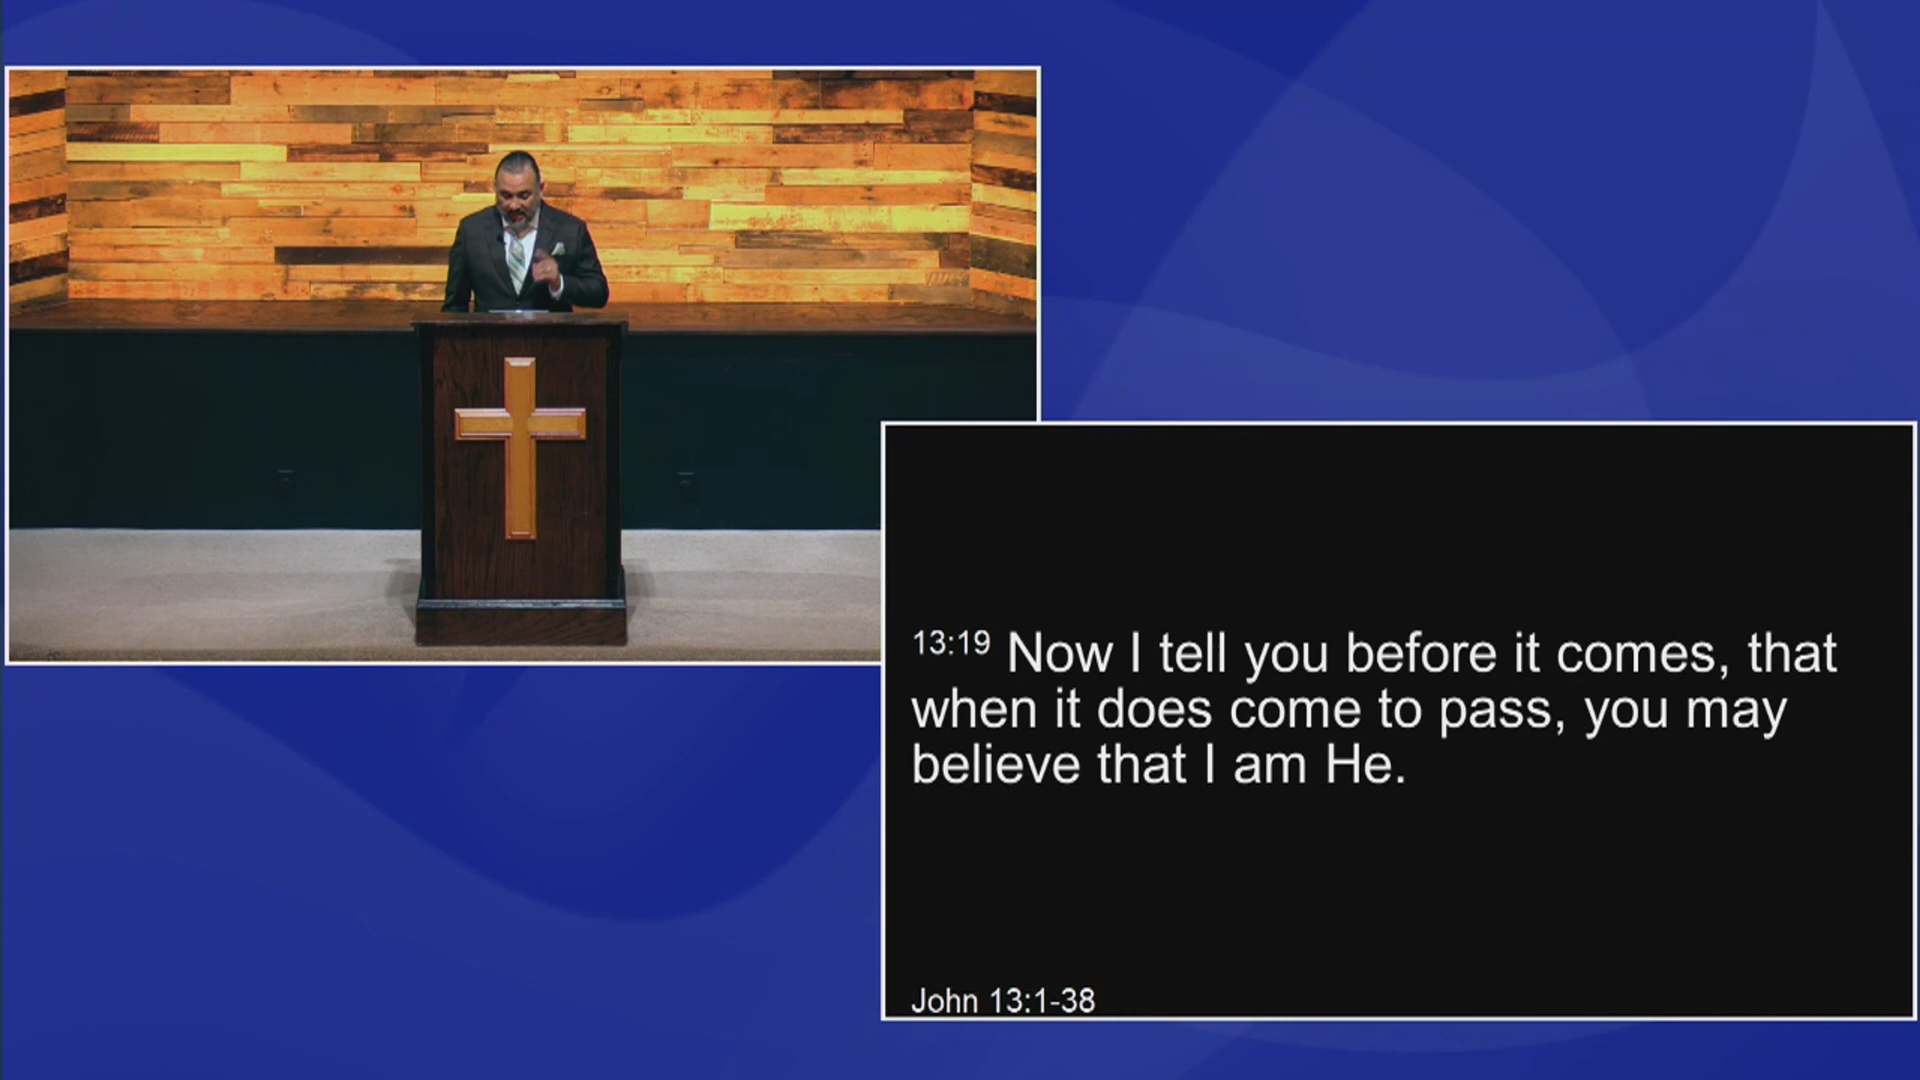 13:19 Now I tell you before it comes, that
when it does come to pass, you may
believe that I am He.
John 13:1-38